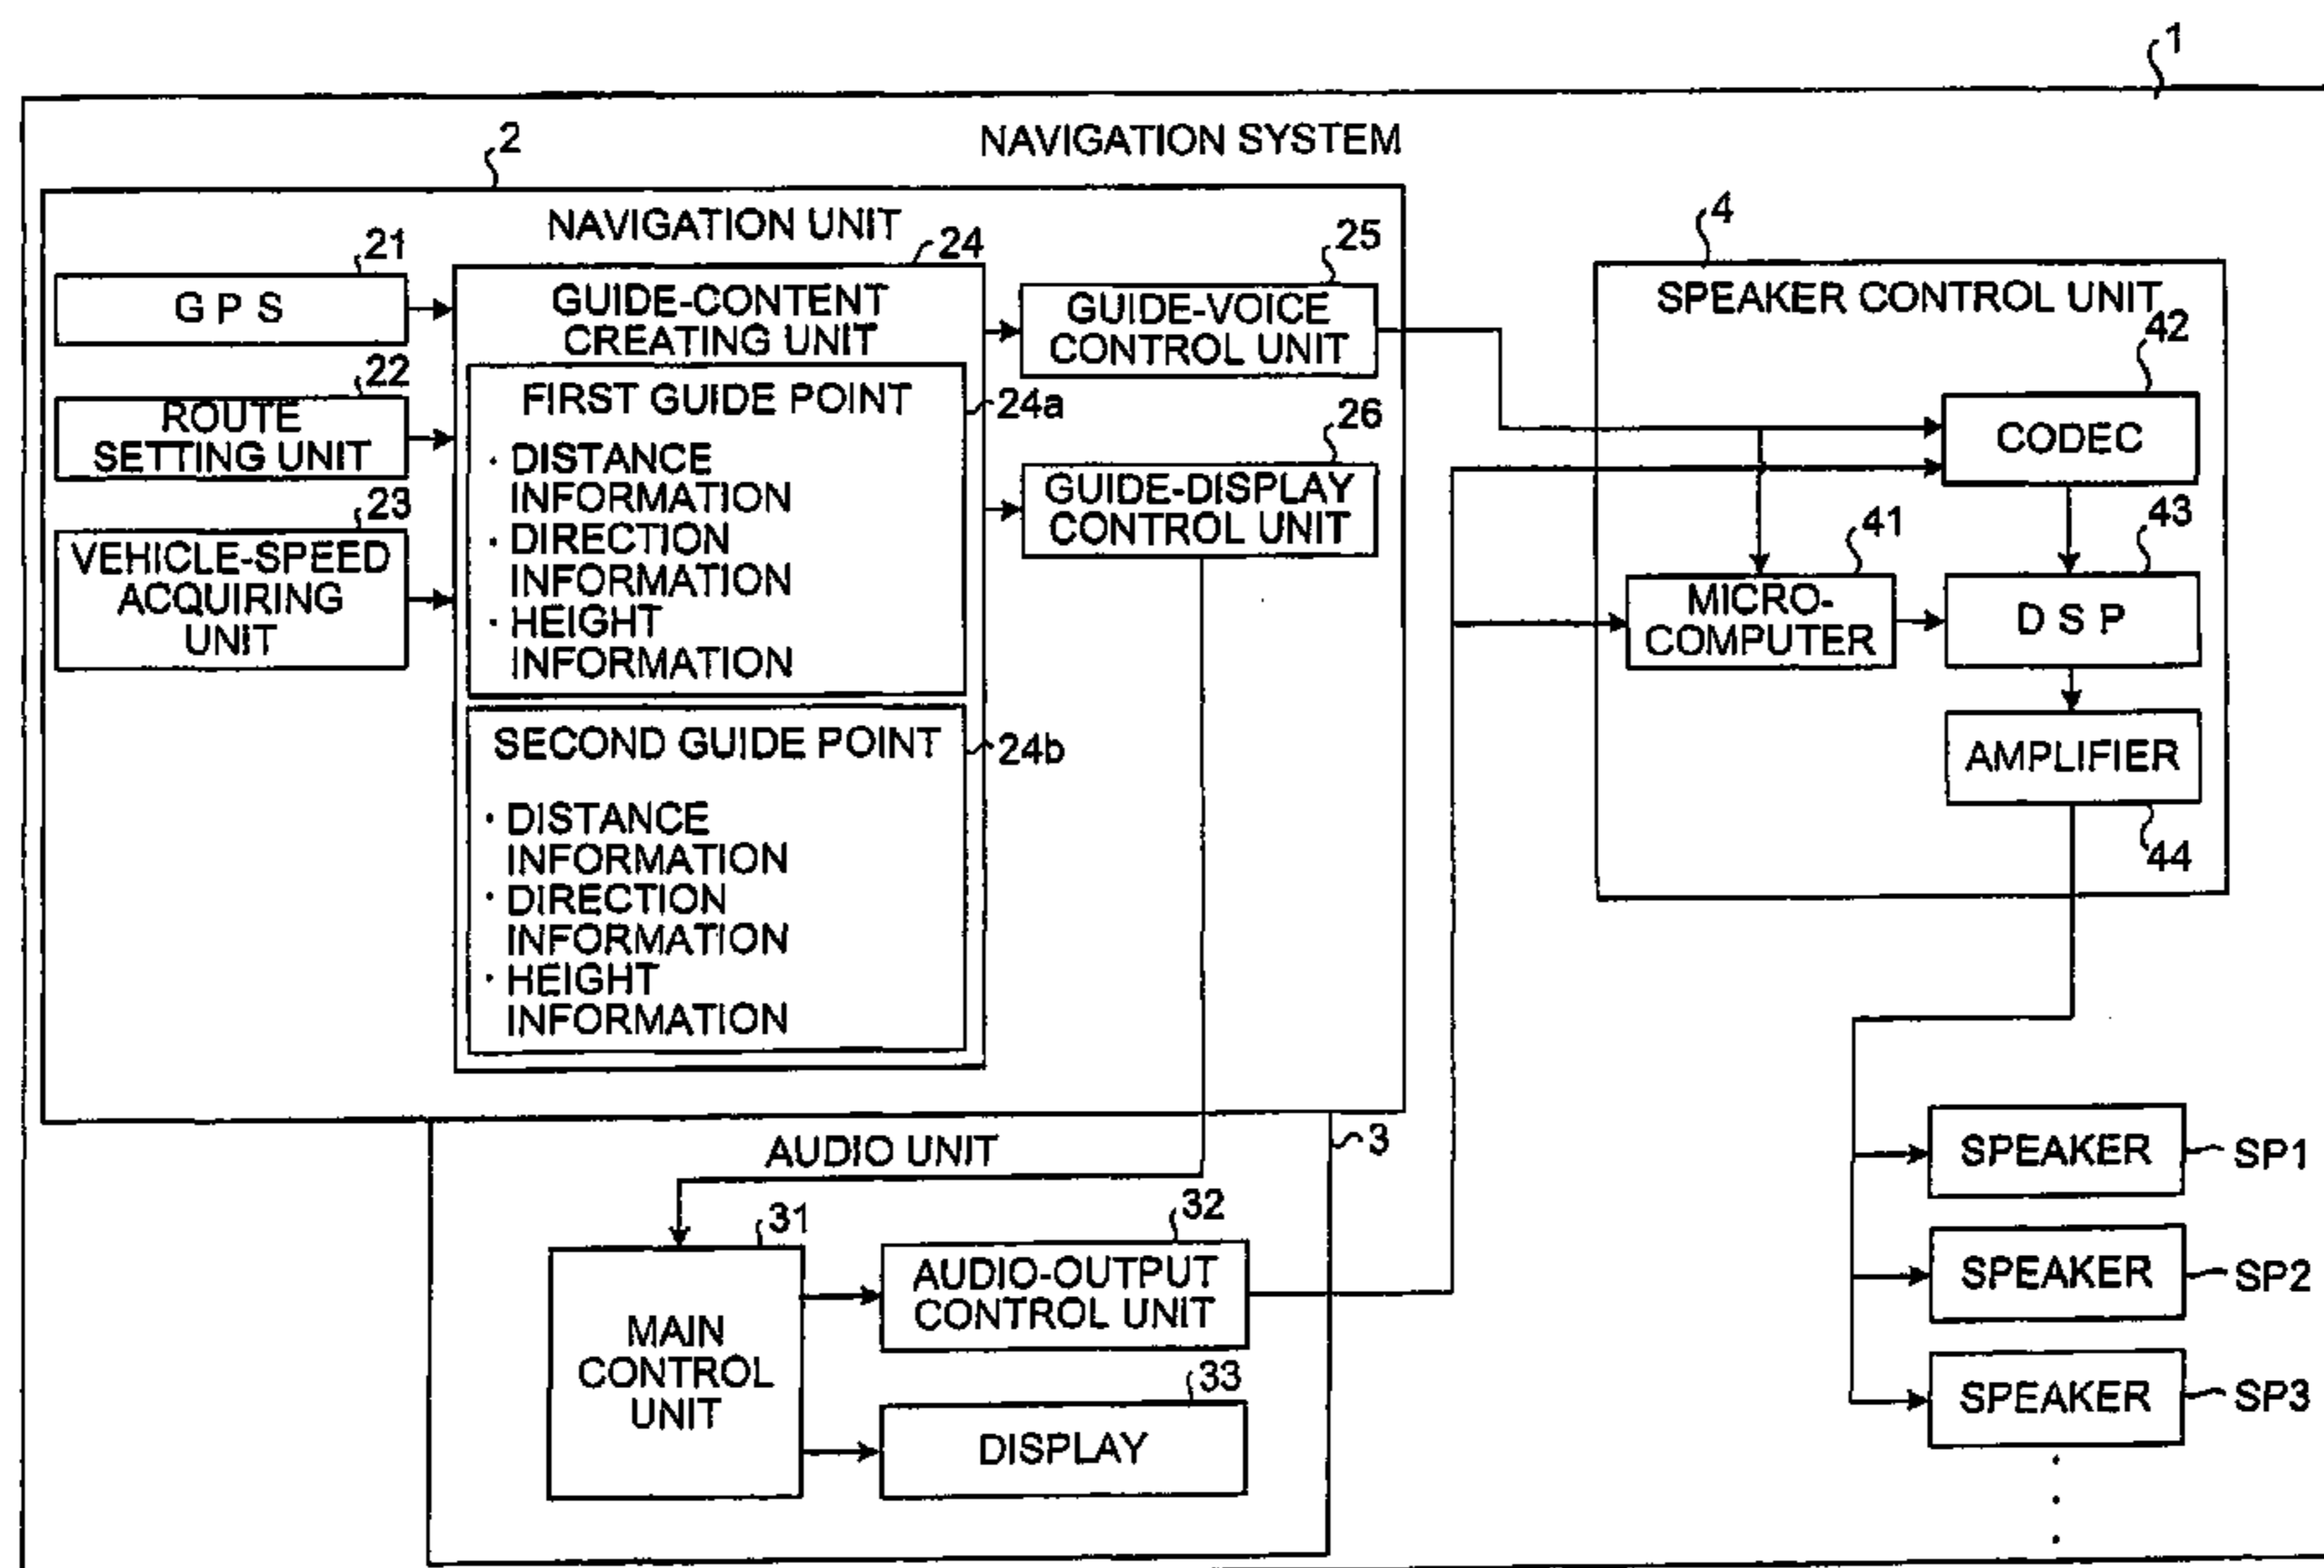 1
NAVIGATION SYSTEM
2
NAVIGATION UNIT
21
G P S
22
ROUTE
SETTING UNIT
23
VEHICLE-SPEED
ACQUIRING
UNIT
24
GUIDE-CONTENT
CREATING UNIT
FIRST GUIDE POINT
24a
· DISTANCE
INFORMATION
· DIRECTION
INFORMATION
· HEIGHT
INFORMATION
SECOND GUIDE POINT
24b
· DISTANCE
INFORMATION
· DIRECTION
INFORMATION
· HEIGHT
INFORMATION
25
GUIDE-VOICE
CONTROL UNIT
26
GUIDE-DISPLAY
CONTROL UNIT
4
SPEAKER CONTROL UNIT
42
CODEC
41
MICRO-
COMPUTER
43
D S P
AMPLIFIER
44
3
AUDIO UNIT
31
MAIN
CONTROL
UNIT
32
AUDIO-OUTPUT
CONTROL UNIT
33
DISPLAY
SPEAKER
SP1
SPEAKER
SP2
SPEAKER
SP3